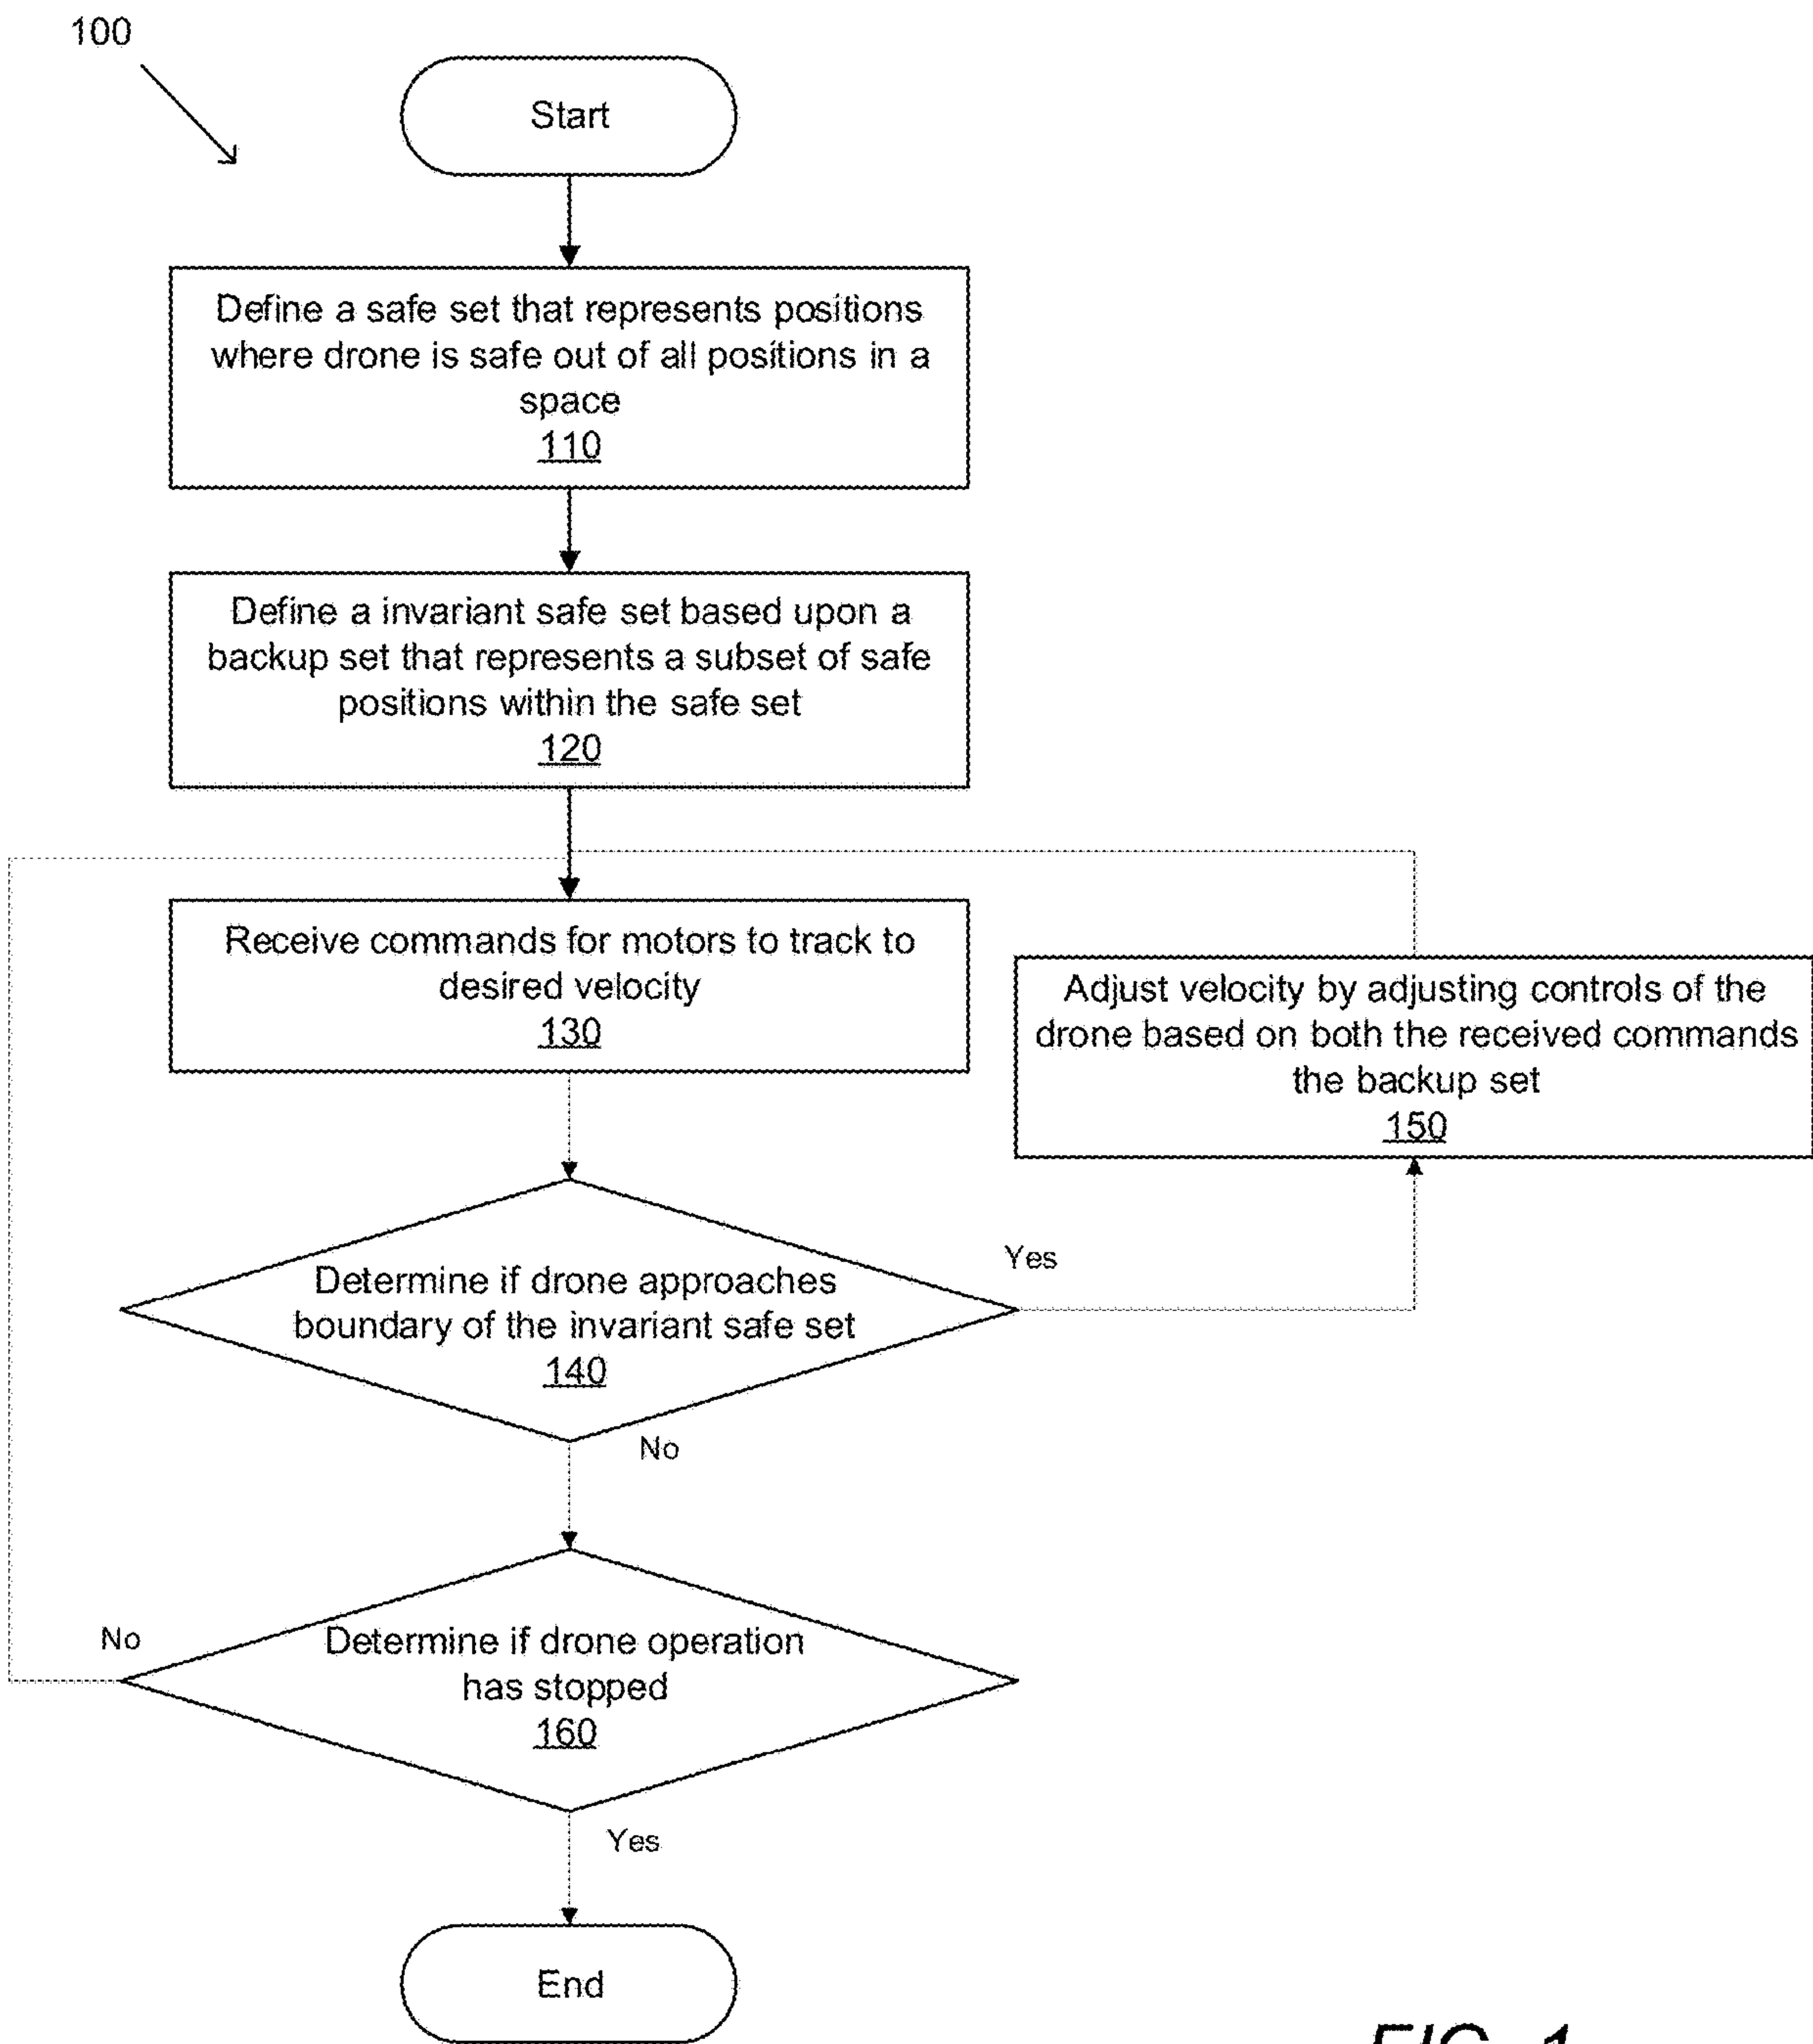 100
Start
Define a safe set that represents positions
where drone is safe out of all positions in a
space
110
Define a invariant safe set based upon a
backup set that represents a subset of safe
positions within the safe set
120
Receive commands for motors to track to
desired velocity
130
Adjust velocity by adjusting controls of the
drone based on both the received commands
the backup set
150
Determine if drone approaches
boundary of the invariant safe set
140
Yes
No
Determine if drone operation
has stopped
160
No
Yes
End
FIG. 1